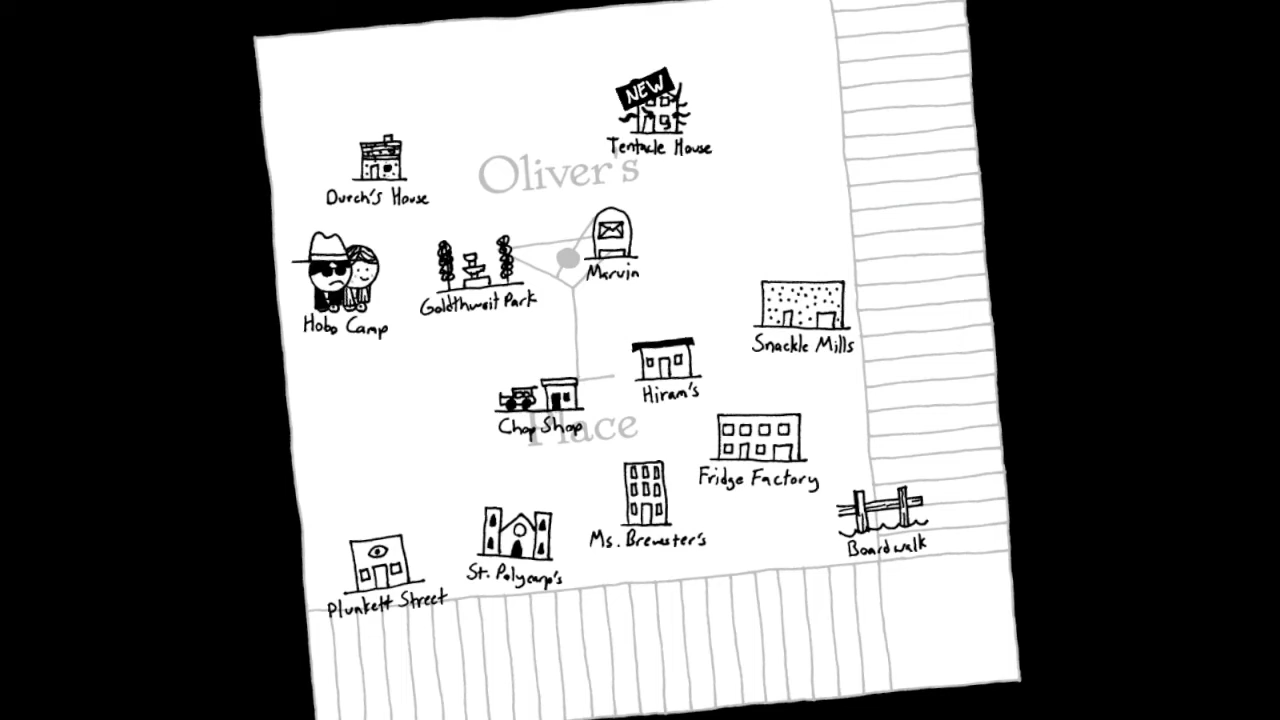 NEW
Tentacle House
Oliver's
Durch's House
Marvin
Goldthwait Park
Hobo Camp
Snackle Mills
Hiram's
Chop Shop
Place
Fridge Factory
Ms. Brewster's
Boardwalk
St. Polycarp's
Plunkett Street